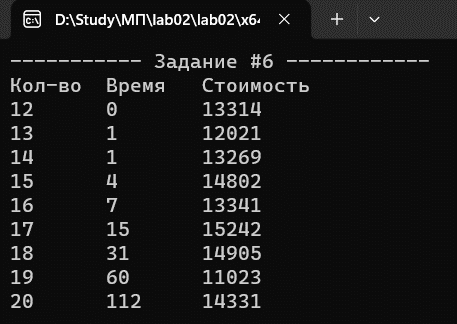 D:\Study\МП\lab02\lab02\x64
----------- Задание #6 ------------
Кол-во Время Стоимость
12 0 13314
13 1 12021
14 1 13269
15 4 14802
16 7 13341
17 15 15242
18 31 14905
19 60 11023
20 112 14331